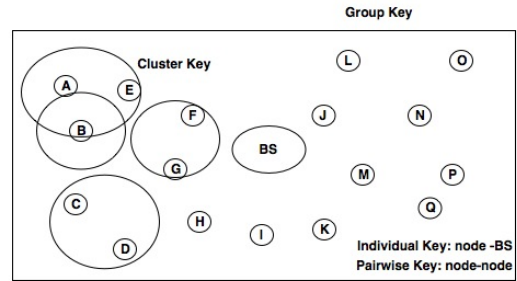 Group Key
L
O
Cluster Key
A
E
F
J
N
B
BS
G
M
P
C
Q
H
K
I
D
Individual Key: node -BS
Pairwise Key: node-node